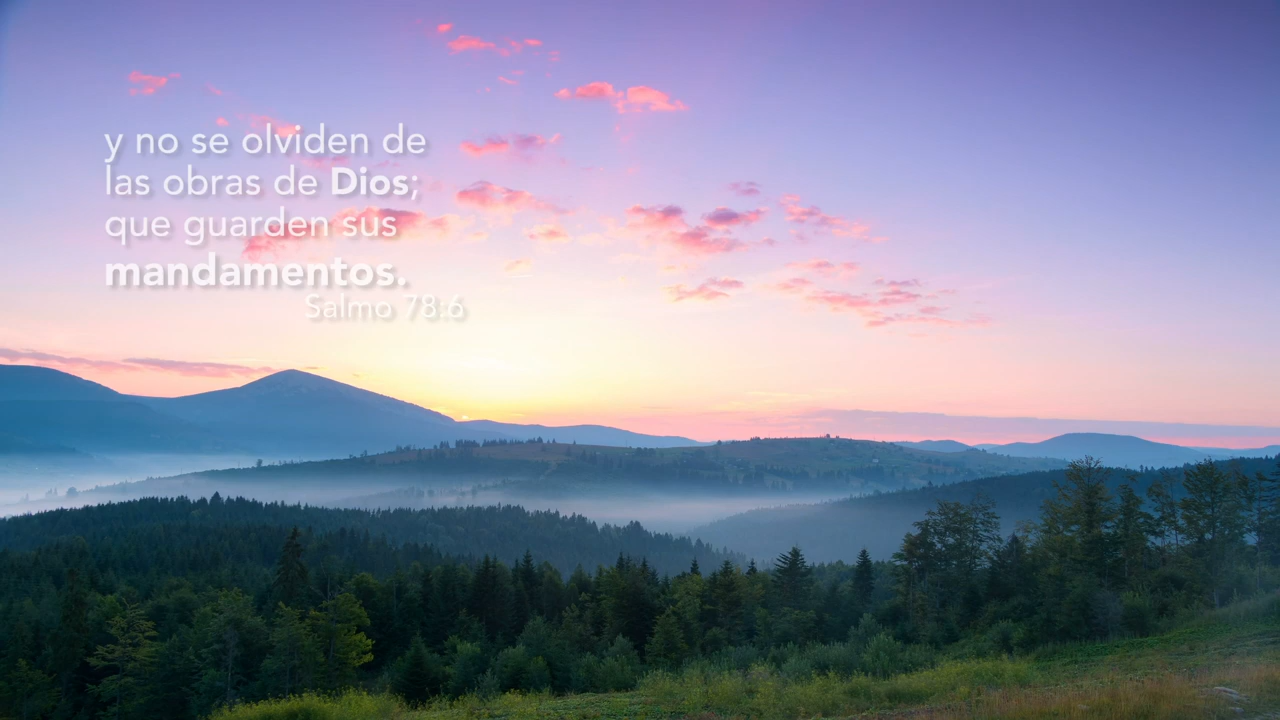 y no se olviden de
las obras de Dios;
que guarden sus
mandamentos.
Salmo 78:6